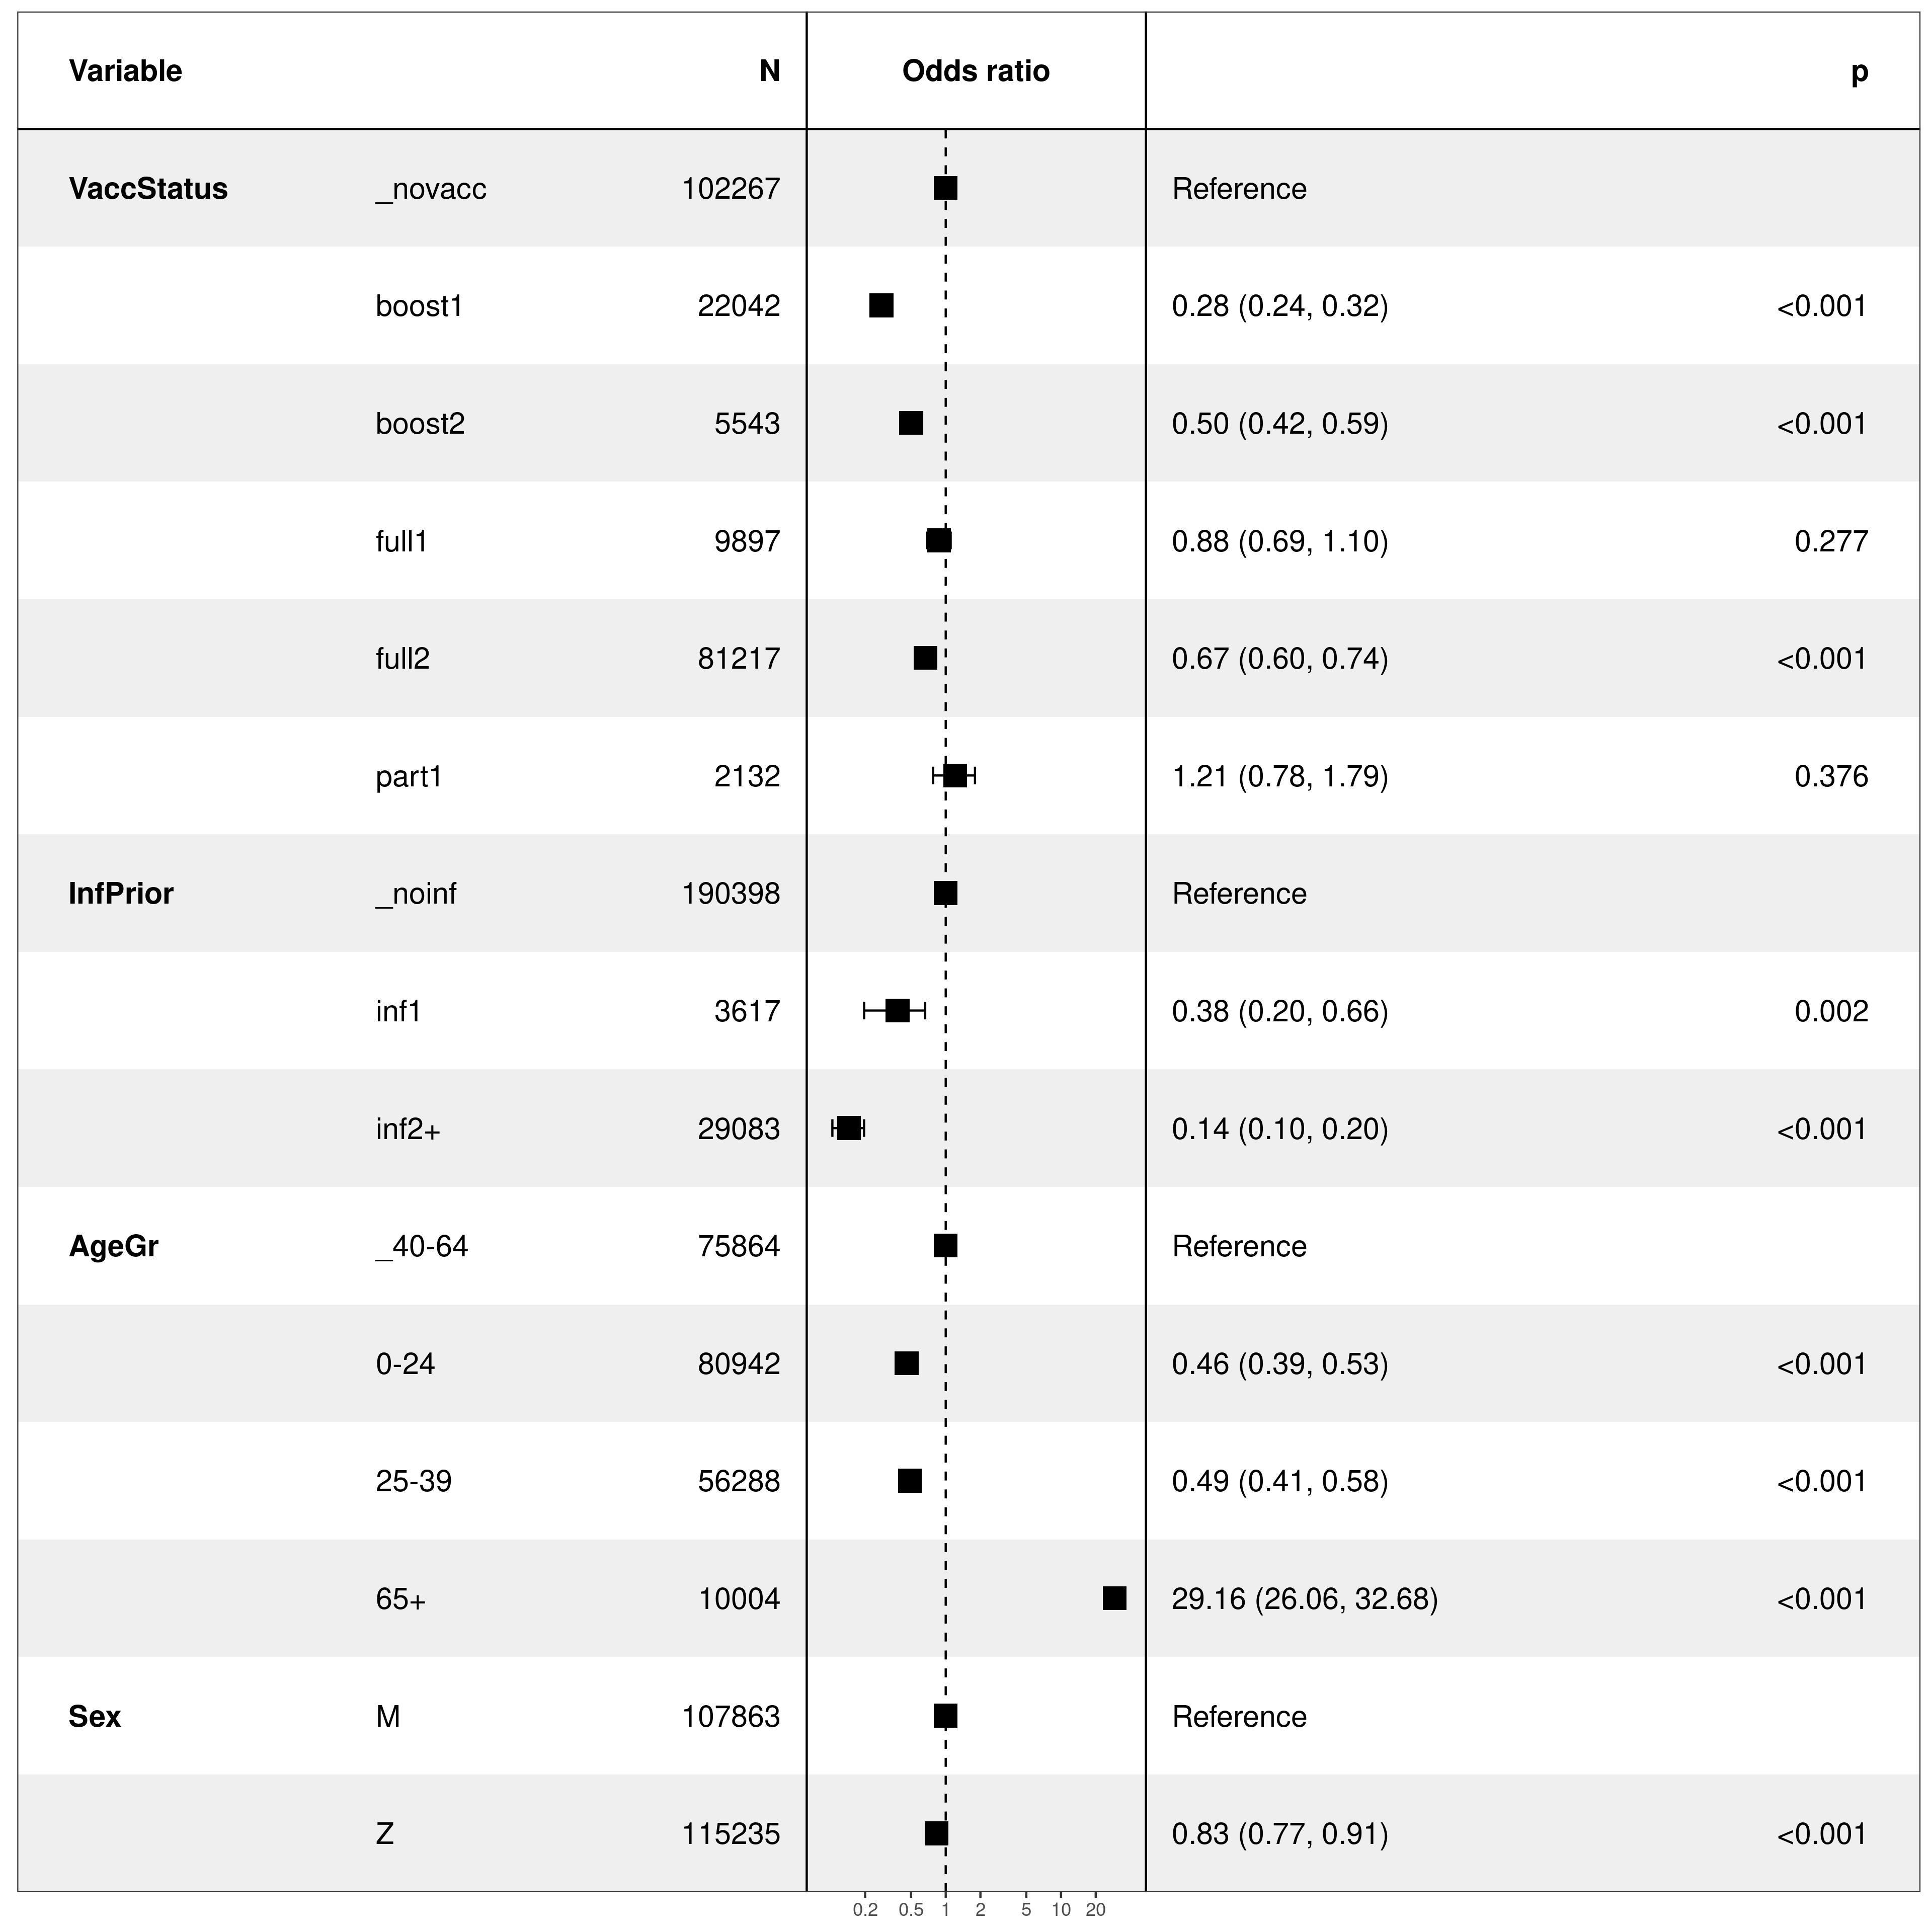 Variable N Odds ratio p
VaccStatus _novacc 102267 Reference
boost1 22042 0.28 (0.24, 0.32) <0.001
boost2 5543 0.50 (0.42, 0.59) <0.001
full1 9897 0.88 (0.69, 1.10) 0.277
full2 81217 0.67 (0.60, 0.74) <0.001
part1 2132 1.21 (0.78, 1.79) 0.376
InfPrior _noinf 190398 Reference
inf1 3617 0.38 (0.20, 0.66) 0.002
inf2+ 29083 0.14 (0.10, 0.20) <0.001
AgeGr _40-64 75864 Reference
0-24 80942 0.46 (0.39, 0.53) <0.001
25-39 56288 0.49 (0.41, 0.58) <0.001
65+ 10004 29.16 (26.06, 32.68) <0.001
Sex M 107863 Reference
Z 115235 0.83 (0.77, 0.91) <0.001
0.2 0.5 1 2 5 10 20